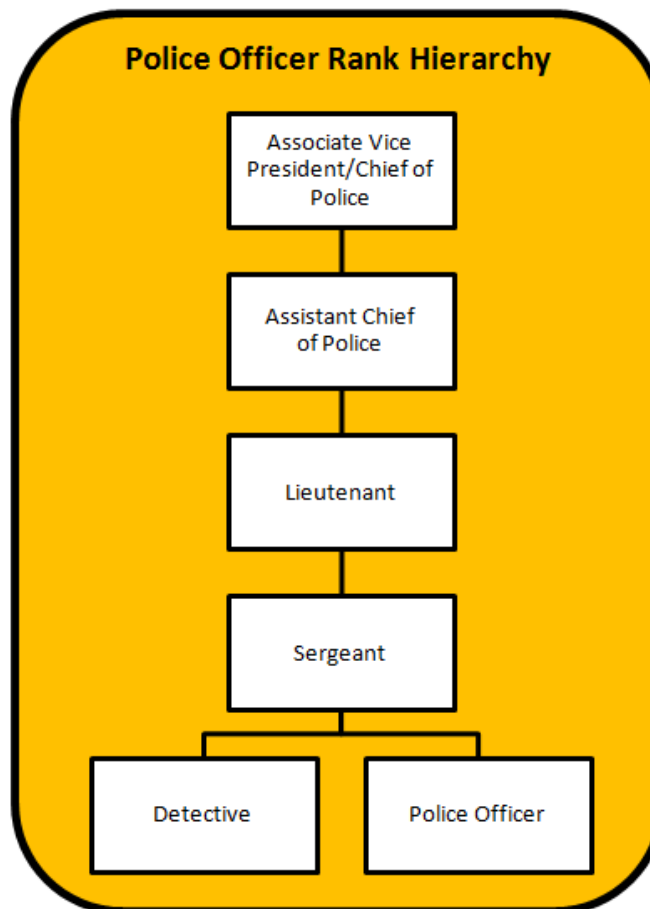 Police Officer Rank Hierarchy
Associate Vice
President/Chief of
Police
Assistant Chief
of Police
Lieutenant
Sergeant
Detective
Police Officer